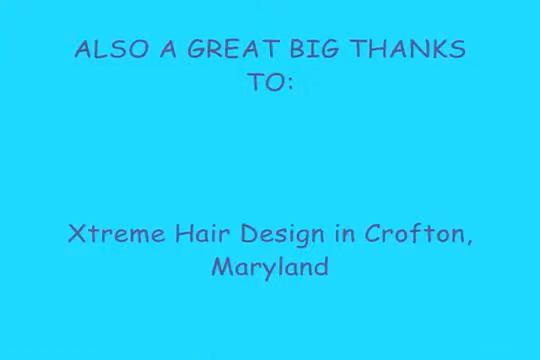 ALSO A GREAT BIG THANKS
TO:
Xtreme Hair Design in Crofton,
Maryland